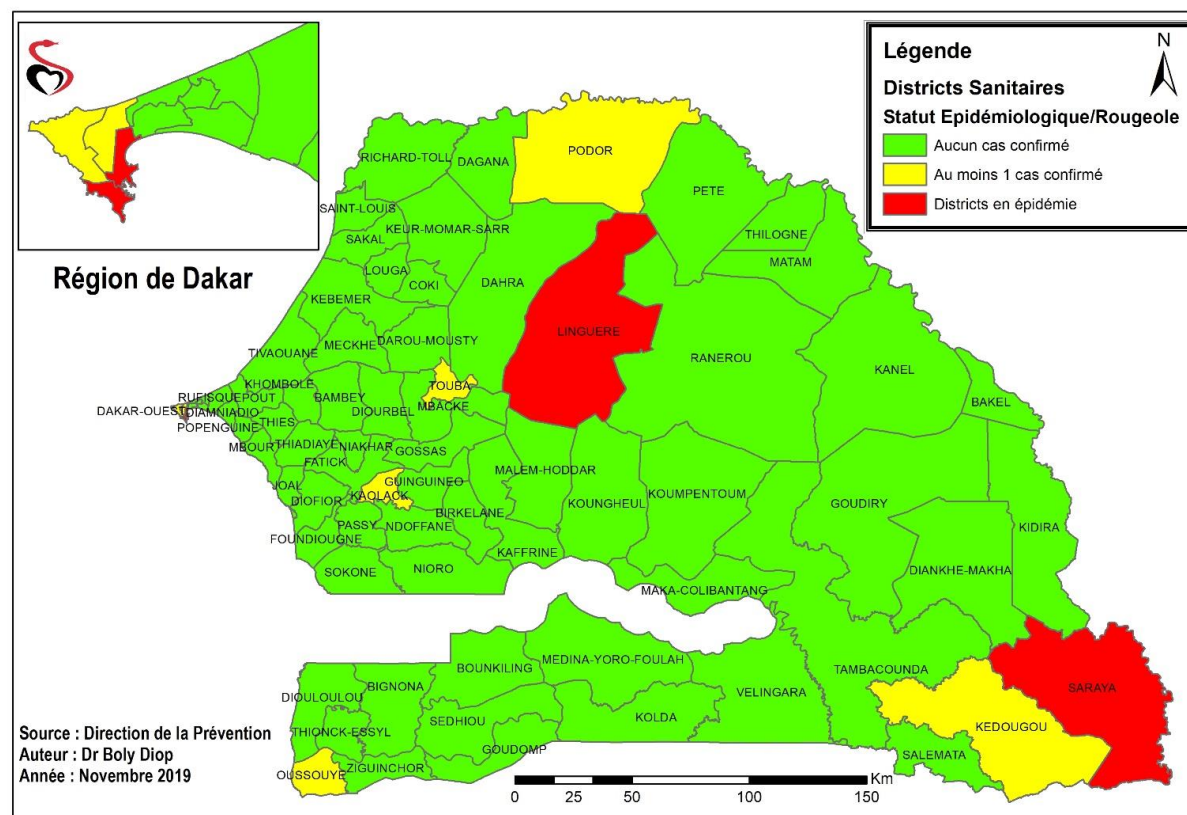 Légende
Districts Sanitaires
Statut Epidémiologique/Rougeole
Aucun cas confirmé
Au moins 1 cas confirmé
Districts en épidémie
N
Région de Dakar
PODOR
RICHARD-TOLL
DAGANA
PETE
SAINT-LOUIS
THILOGNE
KEUR-MOMAR-SARR
SAKAL
MATAM
LOUGA
DAHRA
COKI
KEBEMER
LINGUERE
DAROU-MOUSTY
MECKHE
TIVAOUANE
RANEROU
KANEL
TOUBA
KHOMBOLE
RUFISQUE
POUT
BAMBEY
BAKEL
DIOURBEL
MBACKE
DAKAR-OUEST
DIAMNIADIO
THIES
POPENGUINE
MBOUR
THIADIAYE
NIAKHAR
GOSSAS
FATICK
MALEM-HODDAR
GUINGUINEO
JOAL
KAOLACK
KOUNGHEUL
KOUMPENTOUM
DIOFIOR
GOUDIRY
BIRKELANE
PASSY
NDOFFANE
KIDIRA
FOUNDIOUGNE
KAFFRINE
SOKONE
NIORO
DIANKHE-MAKHA
MAKA-COLIBANTANG
MEDINA-YORO-FOULAH
BOUNKILING
TAMBACOUNDA
BIGNONA
SARAYA
DIOULOULOU
VELINGARA
KOLDA
SEDHIOU
THIONCK-ESSYL
KEDOUGOU
GOUDOMP
SALEMATA
ZIGUINCHOR
OUSSOUYE
Source : Direction de la Prévention
Auteur : Dr Boly Diop
Année : Novembre 2019
Km
0 25 50 100 150